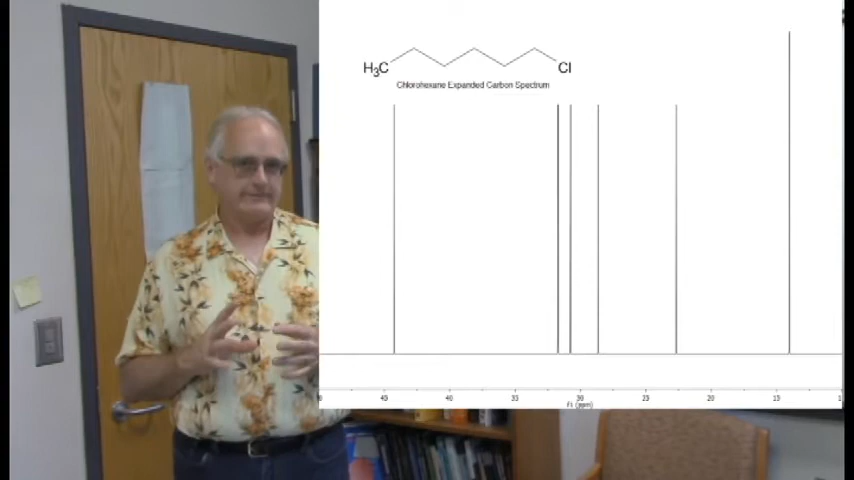 H3C
Cl
Chlorohexane Expanded Carbon Spectrum
45 40 35 30 25 20 15
f1 (ppm)